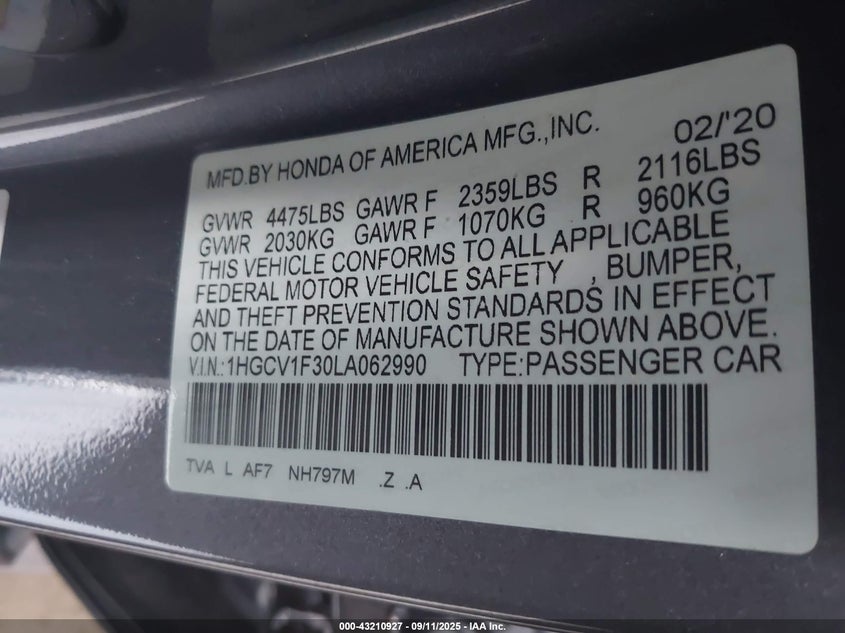 MFD.BY HONDA OF AMERICA MFG.,INC. 02/'20
GVWR 4475LBS GAWR F 2359LBS R 2116LBS
GVWR 2030KG GAWR F 1070KG R 960KG
THIS VEHICLE CONFORMS TO ALL APPLICABLE
FEDERAL MOTOR VEHICLE SAFETY , BUMPER,
AND THEFT PREVENTION STANDARDS IN EFFECT
ON THE DATE OF MANUFACTURE SHOWN ABOVE.
V.I.N.:1HGCV1F30LA062990 TYPE:PASSENGER CAR
TVA L AF7 NH797M .Z .A
000-43210927 - 09/11/2025 - IAA Inc.